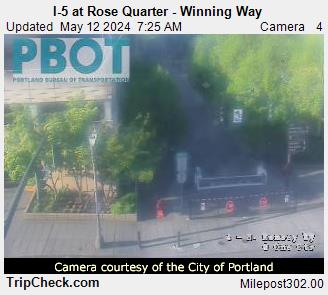 I-5 at Rose Quarter - Winning Way
Updated May 12 2024 7:25 AM Camera 4
PBOT
PORTLAND BUREAU OF TRANSPORTATION
Camera courtesy of the City of Portland
TripCheck.com Milepost302.00